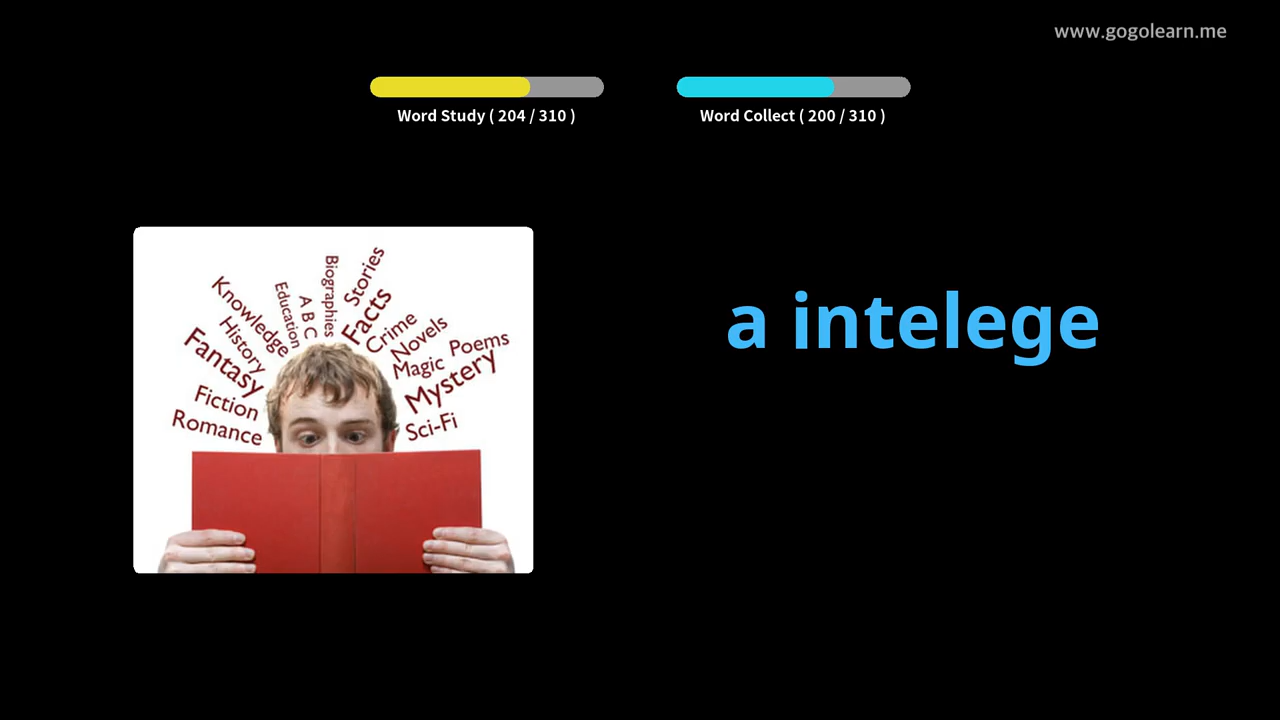 www.gogolearn.me
Word Study ( 204 / 310 )
Word Collect ( 200 / 310 )
a intelege
Romance
Fiction
Fantasy
History
Knowledge
Education
A B C
Biographies
Stories
Facts
Crime
Novels
Magic
Poems
Mystery
Sci-Fi